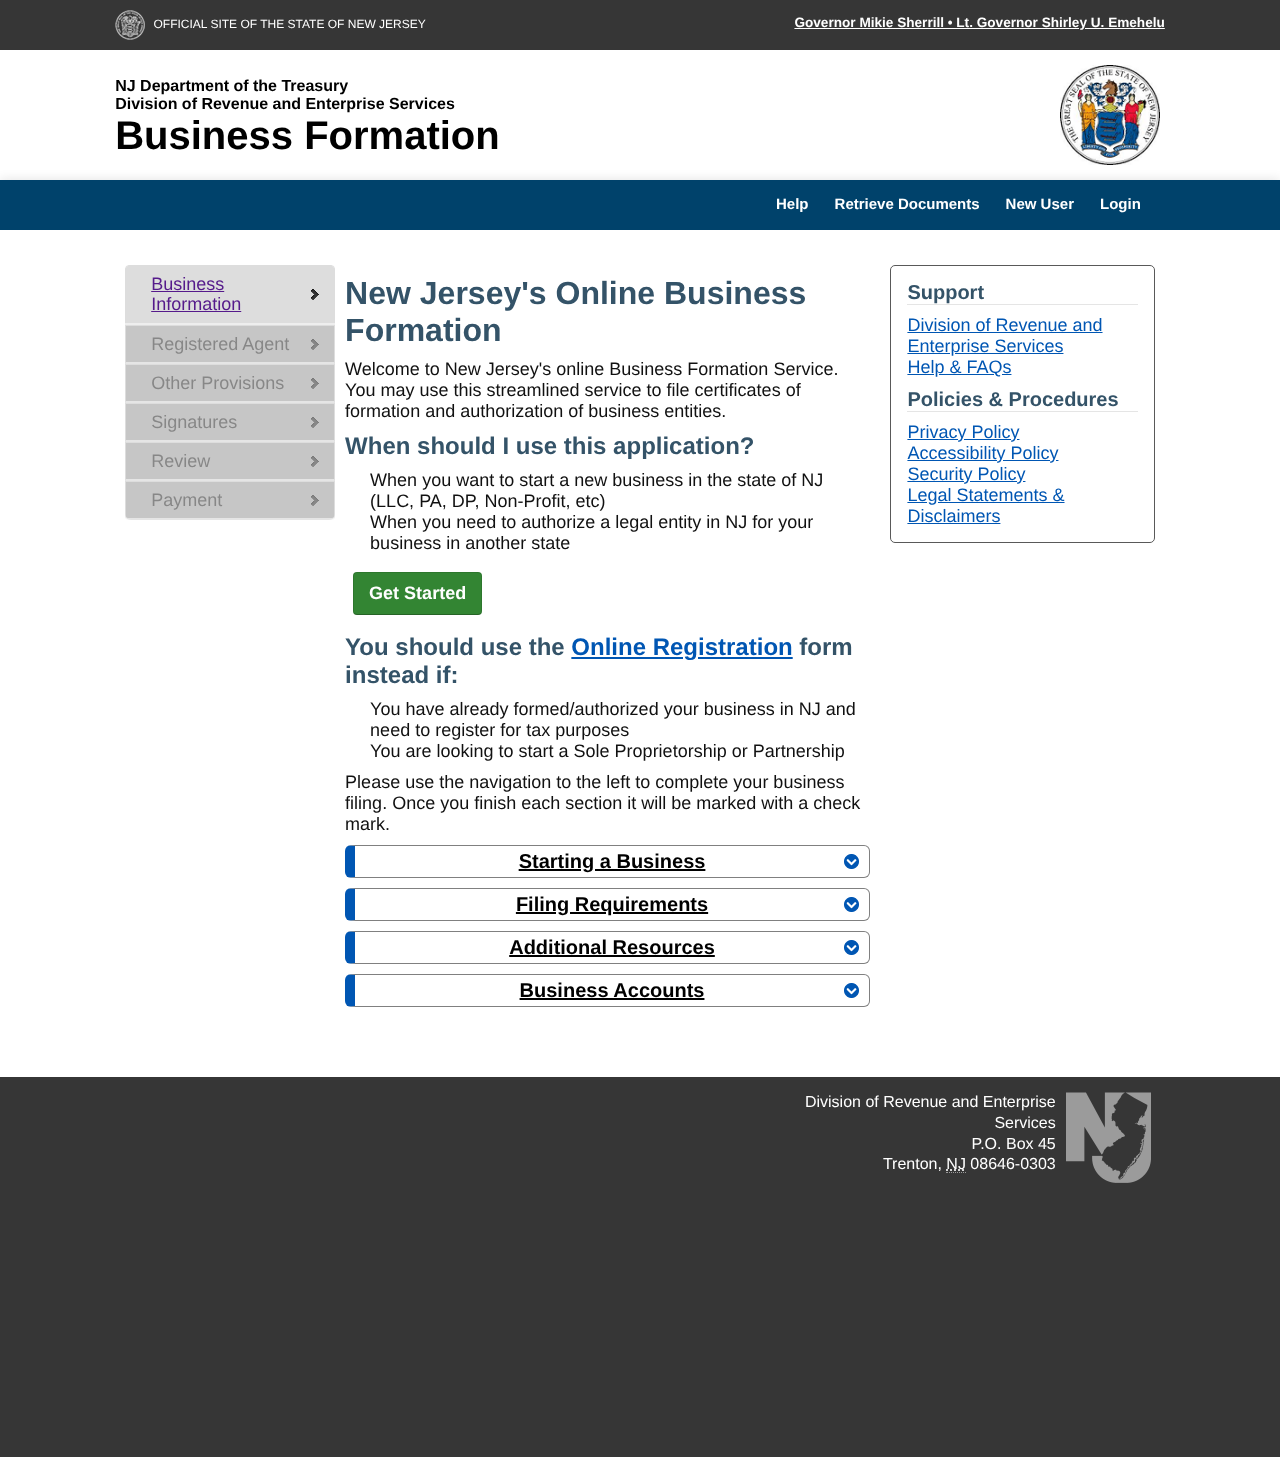 OFFICIAL SITE OF THE STATE OF NEW JERSEY
Governor Mikie Sherrill • Lt. Governor Shirley U. Emehelu
NJ Department of the Treasury
Division of Revenue and Enterprise Services
Business Formation
THE GREAT SEAL OF THE STATE OF NEW JERSEY
Help
Retrieve Documents
New User
Login
Business
Information
Registered Agent
Other Provisions
Signatures
Review
Payment
New Jersey's Online Business
Formation
Welcome to New Jersey's online Business Formation Service.
You may use this streamlined service to file certificates of
formation and authorization of business entities.
When should I use this application?
When you want to start a new business in the state of NJ
(LLC, PA, DP, Non-Profit, etc)
When you need to authorize a legal entity in NJ for your
business in another state
Get Started
You should use the Online Registration form
instead if:
You have already formed/authorized your business in NJ and
need to register for tax purposes
You are looking to start a Sole Proprietorship or Partnership
Please use the navigation to the left to complete your business
filing. Once you finish each section it will be marked with a check
mark.
Starting a Business
Filing Requirements
Additional Resources
Business Accounts
Support
Division of Revenue and
Enterprise Services
Help & FAQs
Policies & Procedures
Privacy Policy
Accessibility Policy
Security Policy
Legal Statements &
Disclaimers
Division of Revenue and Enterprise
Services
P.O. Box 45
Trenton, NJ 08646-0303
NJ